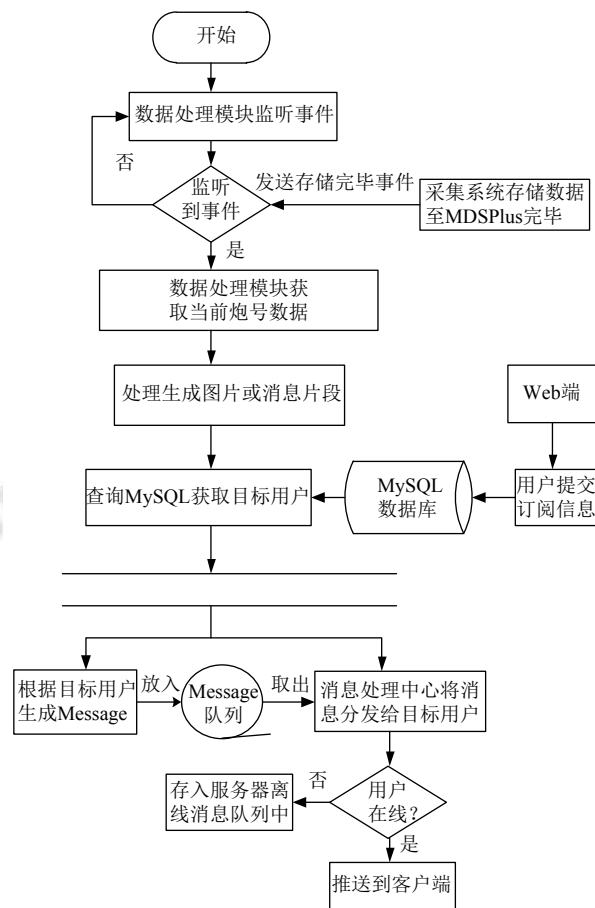 开始
数据处理模块监听事件
否
监听
到事件
发送存储完毕事件
采集系统存储数据
至MDSPlus完毕
是
数据处理模块获
取当前炮号数据
处理生成图片或消息片段
Web端
查询MySQL获取目标用户
MySQL
数据库
用户提交
订阅信息
根据目标用户
生成Message
放入
Message
队列
取出
消息处理中心将消
息分发给目标用户
存入服务器离
线消息队列中
否
用户
在线?
是
推送到客户端